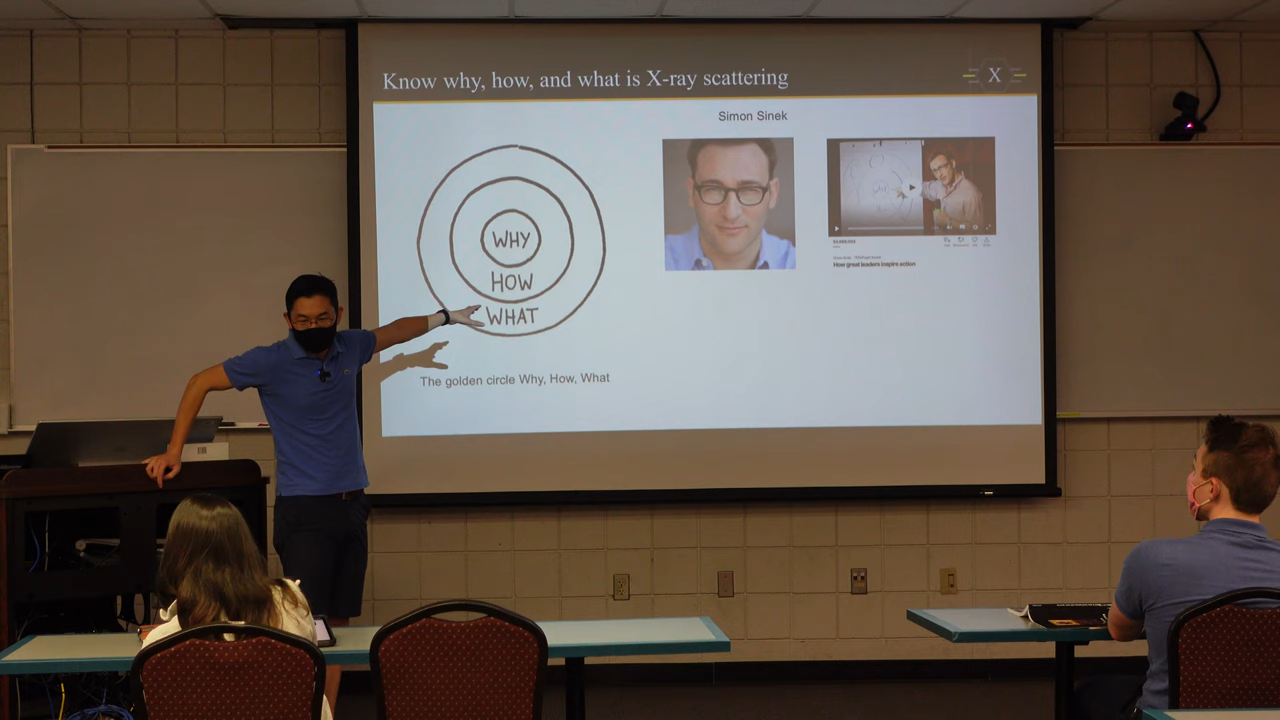 Know why, how, and what is X-ray scattering
X
Simon Sinek
WHY
HOW
WHAT
WHY
How great leaders inspire action
The golden circle Why, How, What